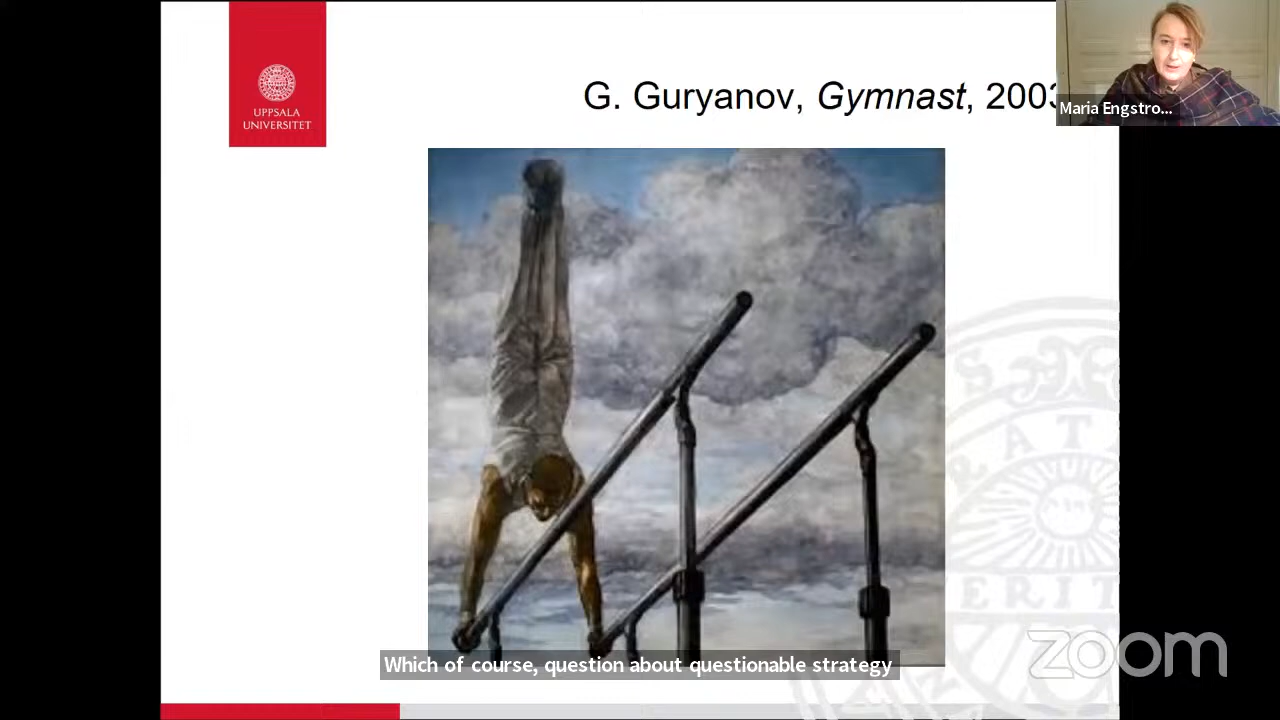 UPPSALA
UNIVERSITET
G. Guryanov, Gymnast, 2003
Maria Engstro...
Which of course, question about questionable strategy
zoom